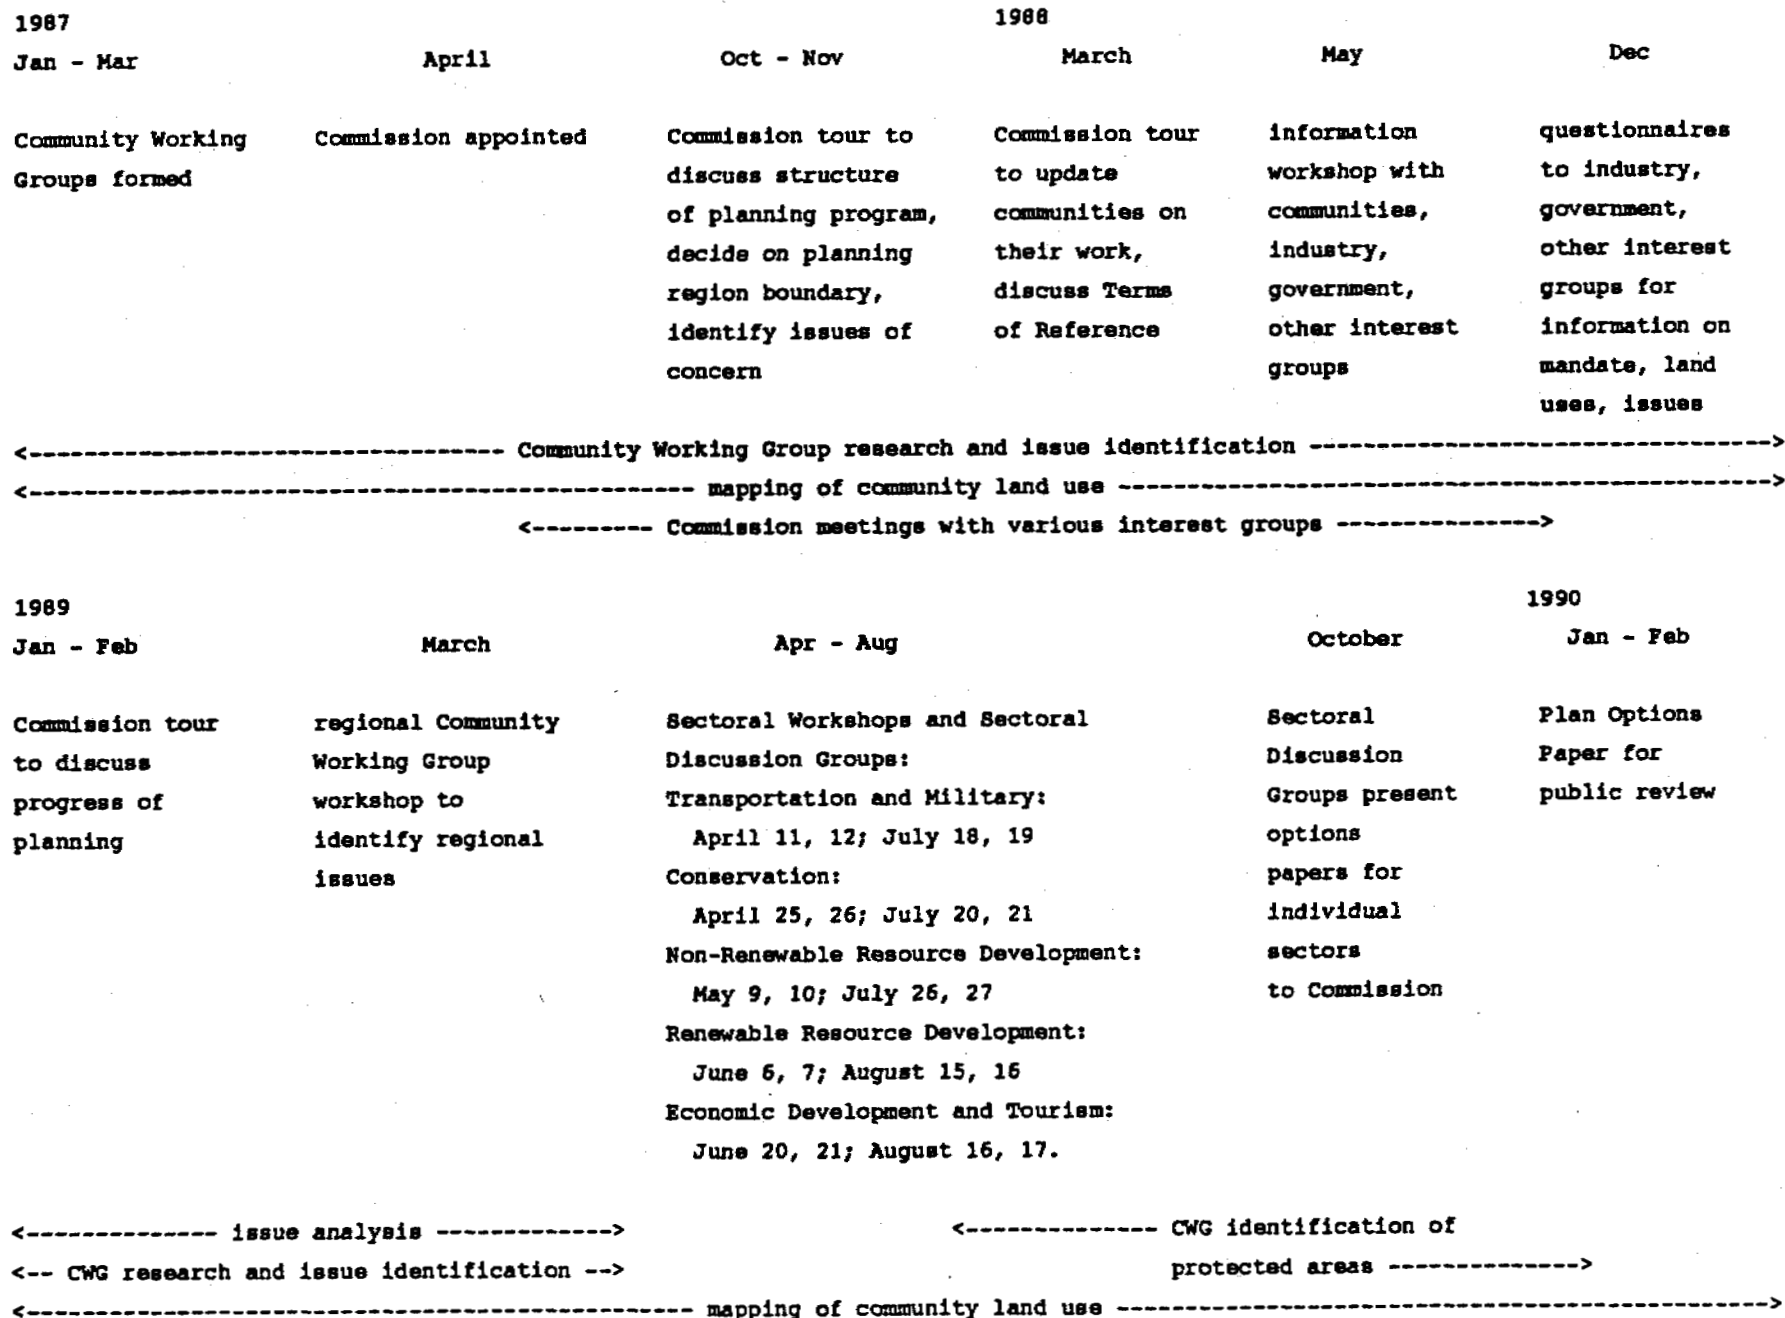 1987
1988
Jan - Mar April Oct - Nov March May Dec
Community Working Groups formed
Commission appointed
Commission tour to
discuss structure
of planning program,
decide on planning
region boundary,
identify issues of
concern
Commission tour
to update
communities on
their work,
discuss Terms
of Reference
information
workshop with
communities,
industry,
government,
other interest
groups
questionnaires
to industry,
government,
other interest
groups for
information on
mandate, land
uses, issues
<---------------------------------- Community Working Group research and issue identification --------------------------------->
<------------------------------------------------ mapping of community land use ----------------------------------------------->
<--------- Commission meetings with various interest groups --------------->
1989
1990
Jan - Feb March Apr - Aug October Jan - Feb
Commission tour
to discuss
progress of
planning
regional Community
Working Group
workshop to
identify regional
issues
Sectoral Workshops and Sectoral
Discussion Groups:
Transportation and Military:
April 11, 12; July 18, 19
Conservation:
April 25, 26; July 20, 21
Non-Renewable Resource Development:
May 9, 10; July 26, 27
Renewable Resource Development:
June 6, 7; August 15, 16
Economic Development and Tourism:
June 20, 21; August 16, 17.
Sectoral
Discussion
Groups present
options
papers for
individual
sectors
to Commission
Plan Options
Paper for
public review
<-------------- issue analysis ------------->
<-------------- CWG identification of
<-- CWG research and issue identification -->
protected areas -------------->
<------------------------------------------------ mapping of community land use ----------------------------------------------->